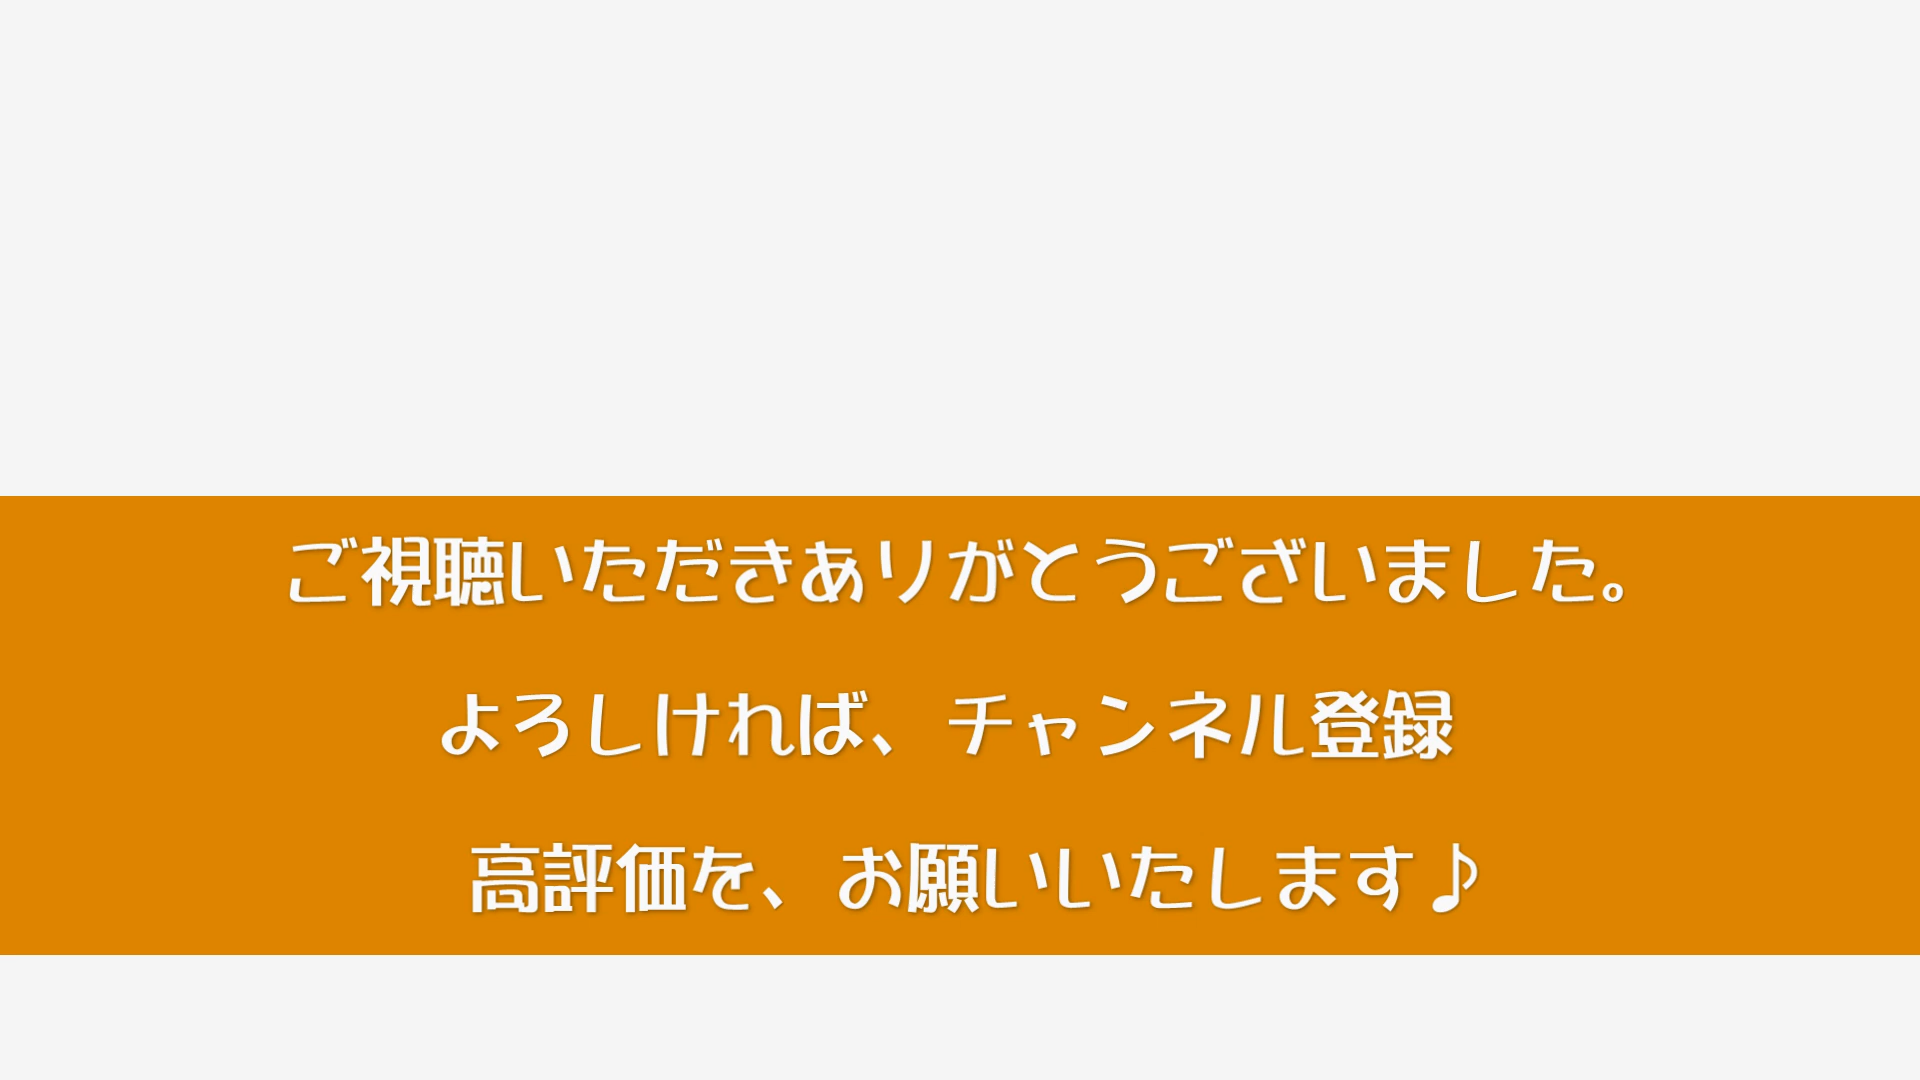 ご視聴いただきありがとうございました。
よろしければ、チャンネル登録
高評価を、お願いいたします♪